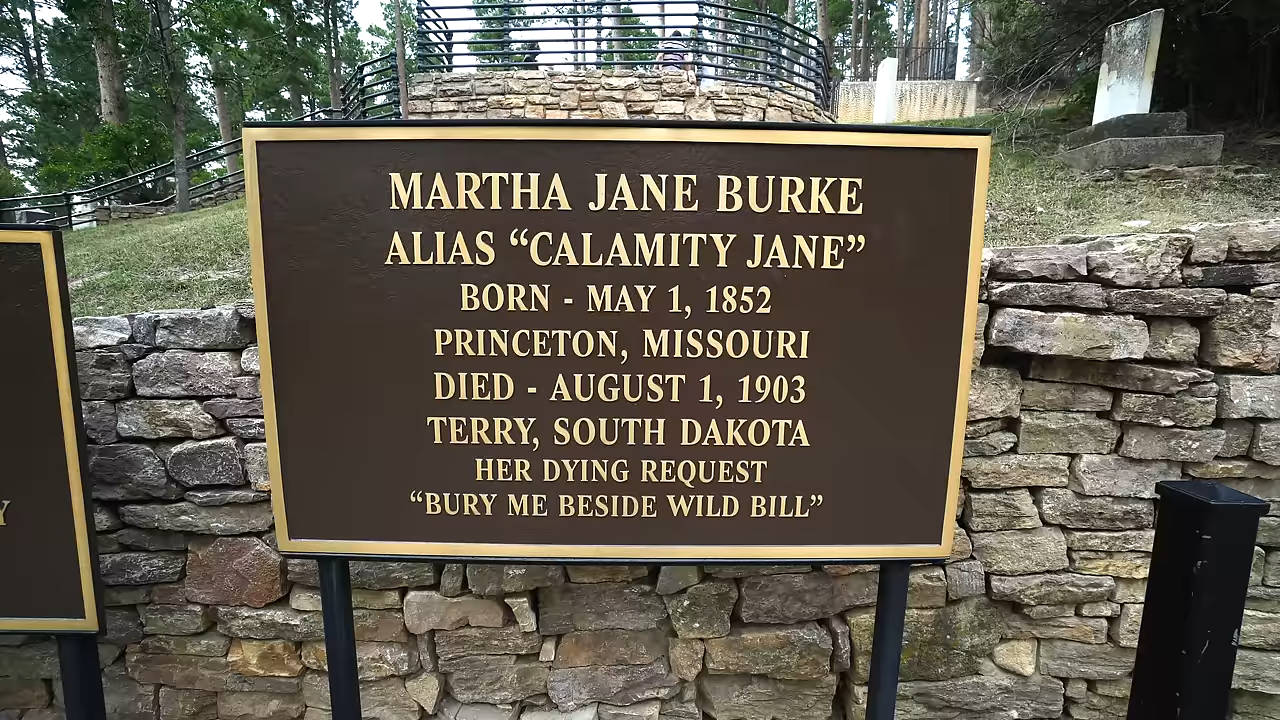 MARTHA JANE BURKE
ALIAS “CALAMITY JANE”
BORN - MAY 1, 1852
PRINCETON, MISSOURI
DIED - AUGUST 1, 1903
TERRY, SOUTH DAKOTA
HER DYING REQUEST
“BURY ME BESIDE WILD BILL”